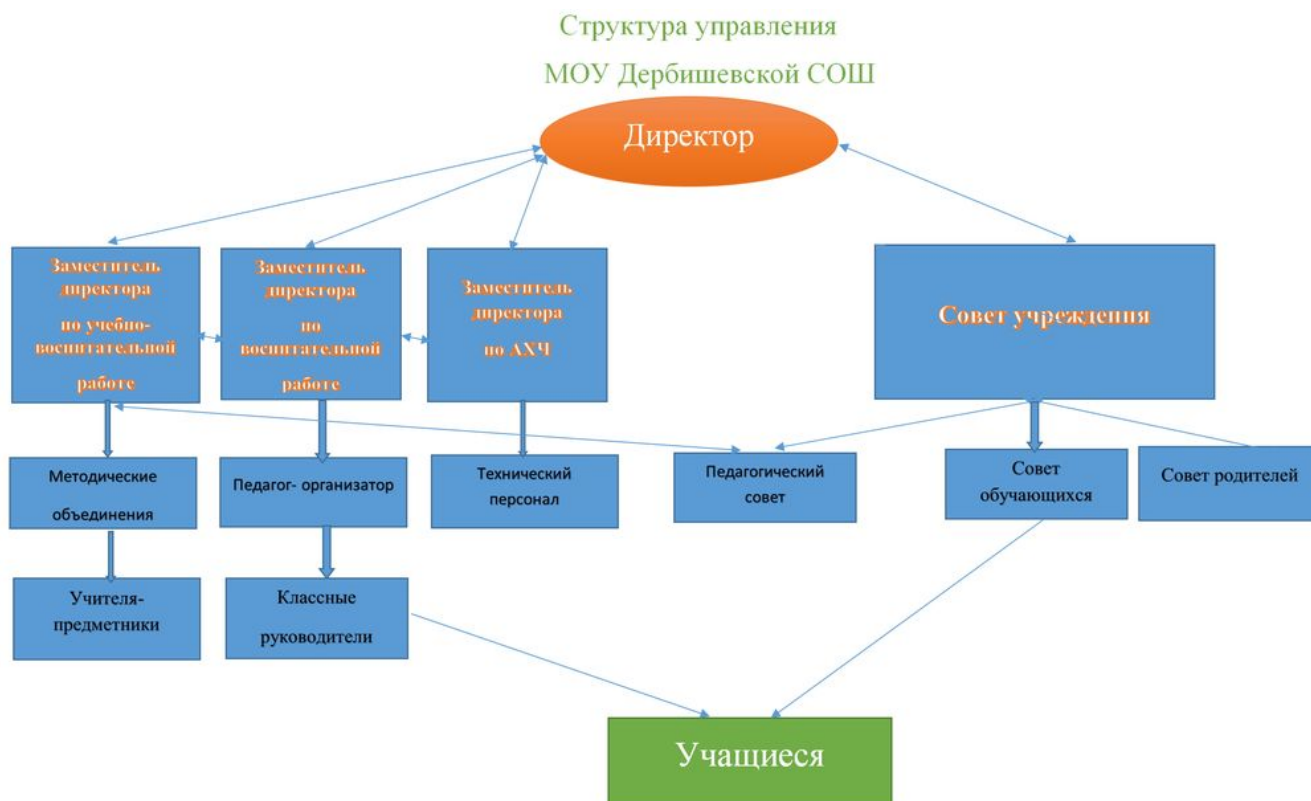 Структура управления
МОУ Дербишевской СОШ
Директор
Заместитель
директора
по учебно-
воспитательной
работе
Заместитель
директора
по
воспитательной
работе
Заместитель
директора
по АХЧ
Совет учреждения
Методические
объединения
Педагог- организатор
Технический
персонал
Педагогический
совет
Совет
обучающихся
Совет родителей
Учителя-
предметники
Классные
руководители
Учащиеся